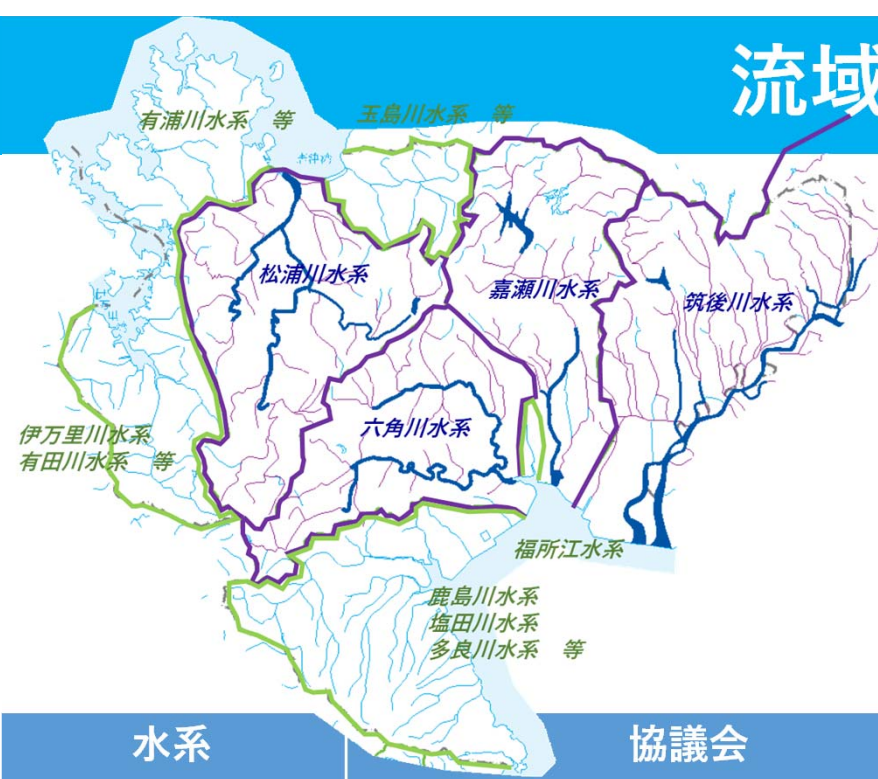 流域
有浦川水系 等
玉島川水系 等
松浦川水系
嘉瀬川水系
筑後川水系
六角川水系
伊万里川水系
有田川水系 等
福所江水系
鹿島川水系
塩田川水系
多良川水系 等
水系
協議会